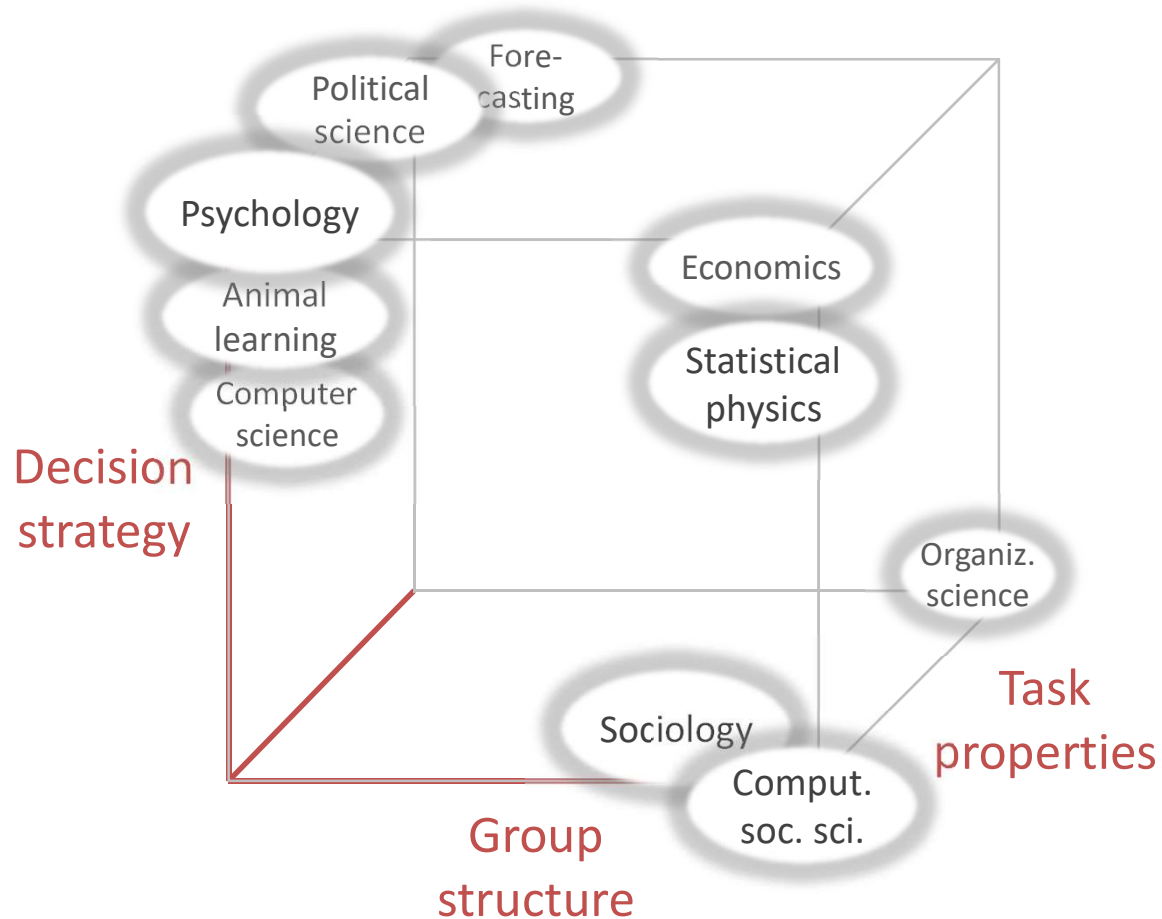 Fore-
casting
Political
science
Psychology
Economics
Animal
learning
Statistical
physics
Computer
science
Decision
strategy
Organiz.
science
Task
properties
Sociology
Comput.
soc. sci.
Group
structure